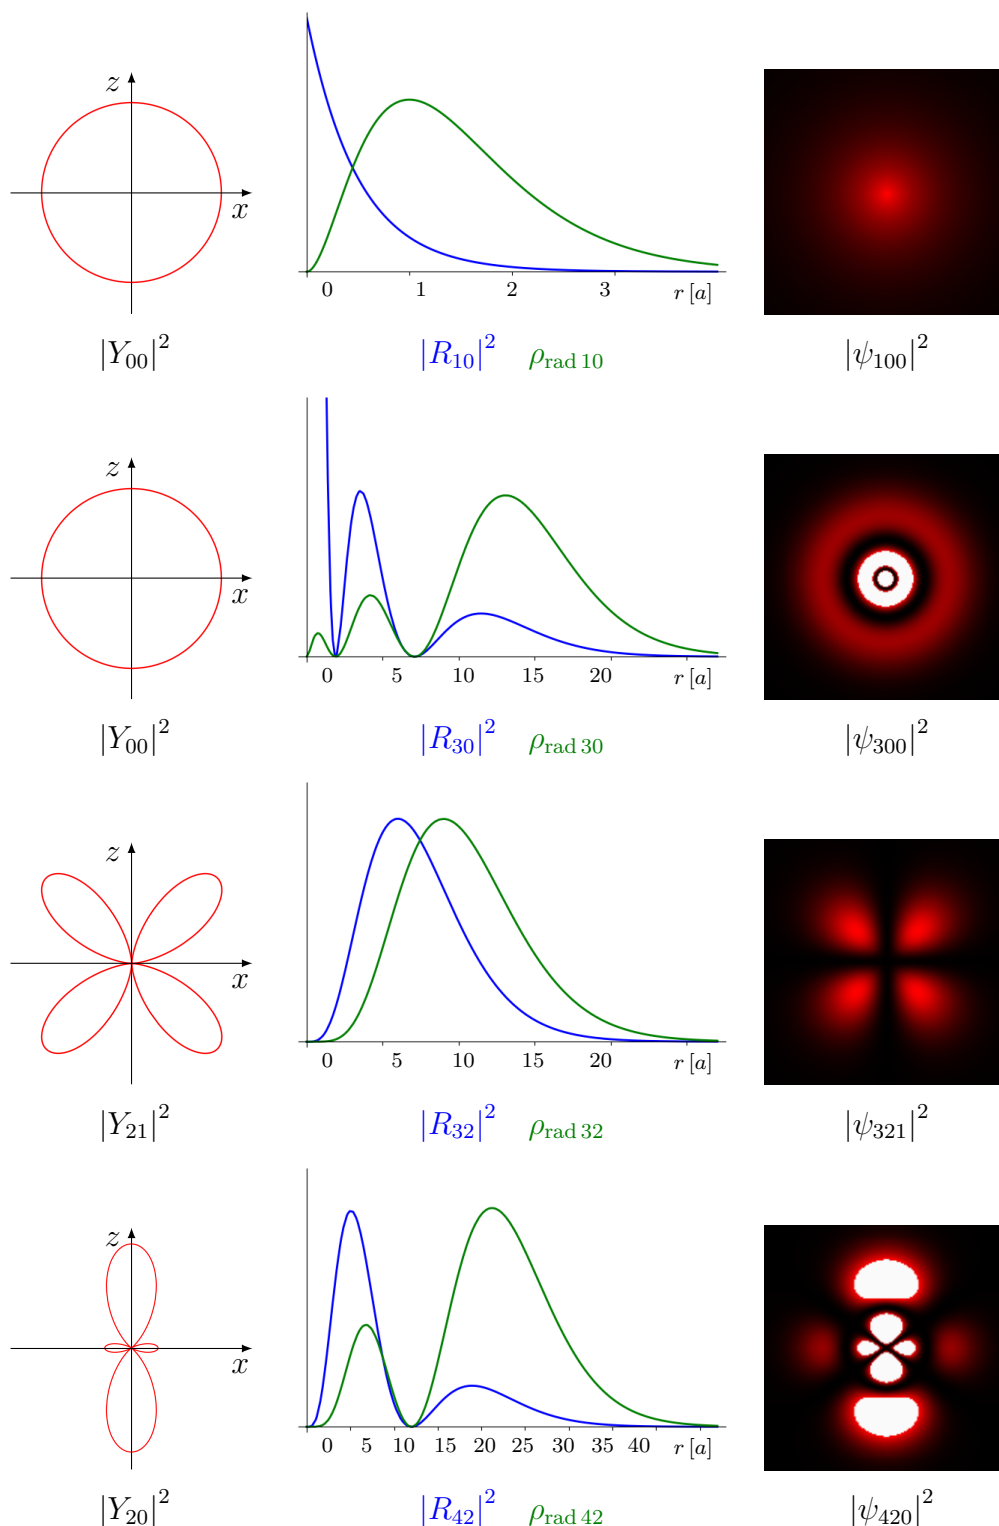 z
x
0 1 2 3 r [a]
|Y₀₀|² |R₁₀|² ρrad 10 |ψ₁₀₀|²
z
x
0 5 10 15 20 r [a]
|Y₀₀|² |R₃₀|² ρrad 30 |ψ₃₀₀|²
z
x
0 5 10 15 20 r [a]
|Y₂₁|² |R₃₂|² ρrad 32 |ψ₃₂₁|²
z
x
0 5 10 20 25 30 35 40 r [a]
|Y₂₀|² |R₄₂|² ρrad 42 |ψ₄₂₀|²